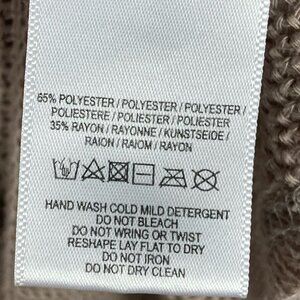 65% POLYESTER / POLYESTER / POLYESTER /
POLIESTERE / POLIESTER / POLIESTER
35% RAYON / RAYONNE / KUNSTSEIDE /
RAION / RAIOM / RAYON
HAND WASH COLD MILD DETERGENT
DO NOT BLEACH
DO NOT WRING OR TWIST
RESHAPE LAY FLAT TO DRY
DO NOT IRON
DO NOT DRY CLEAN